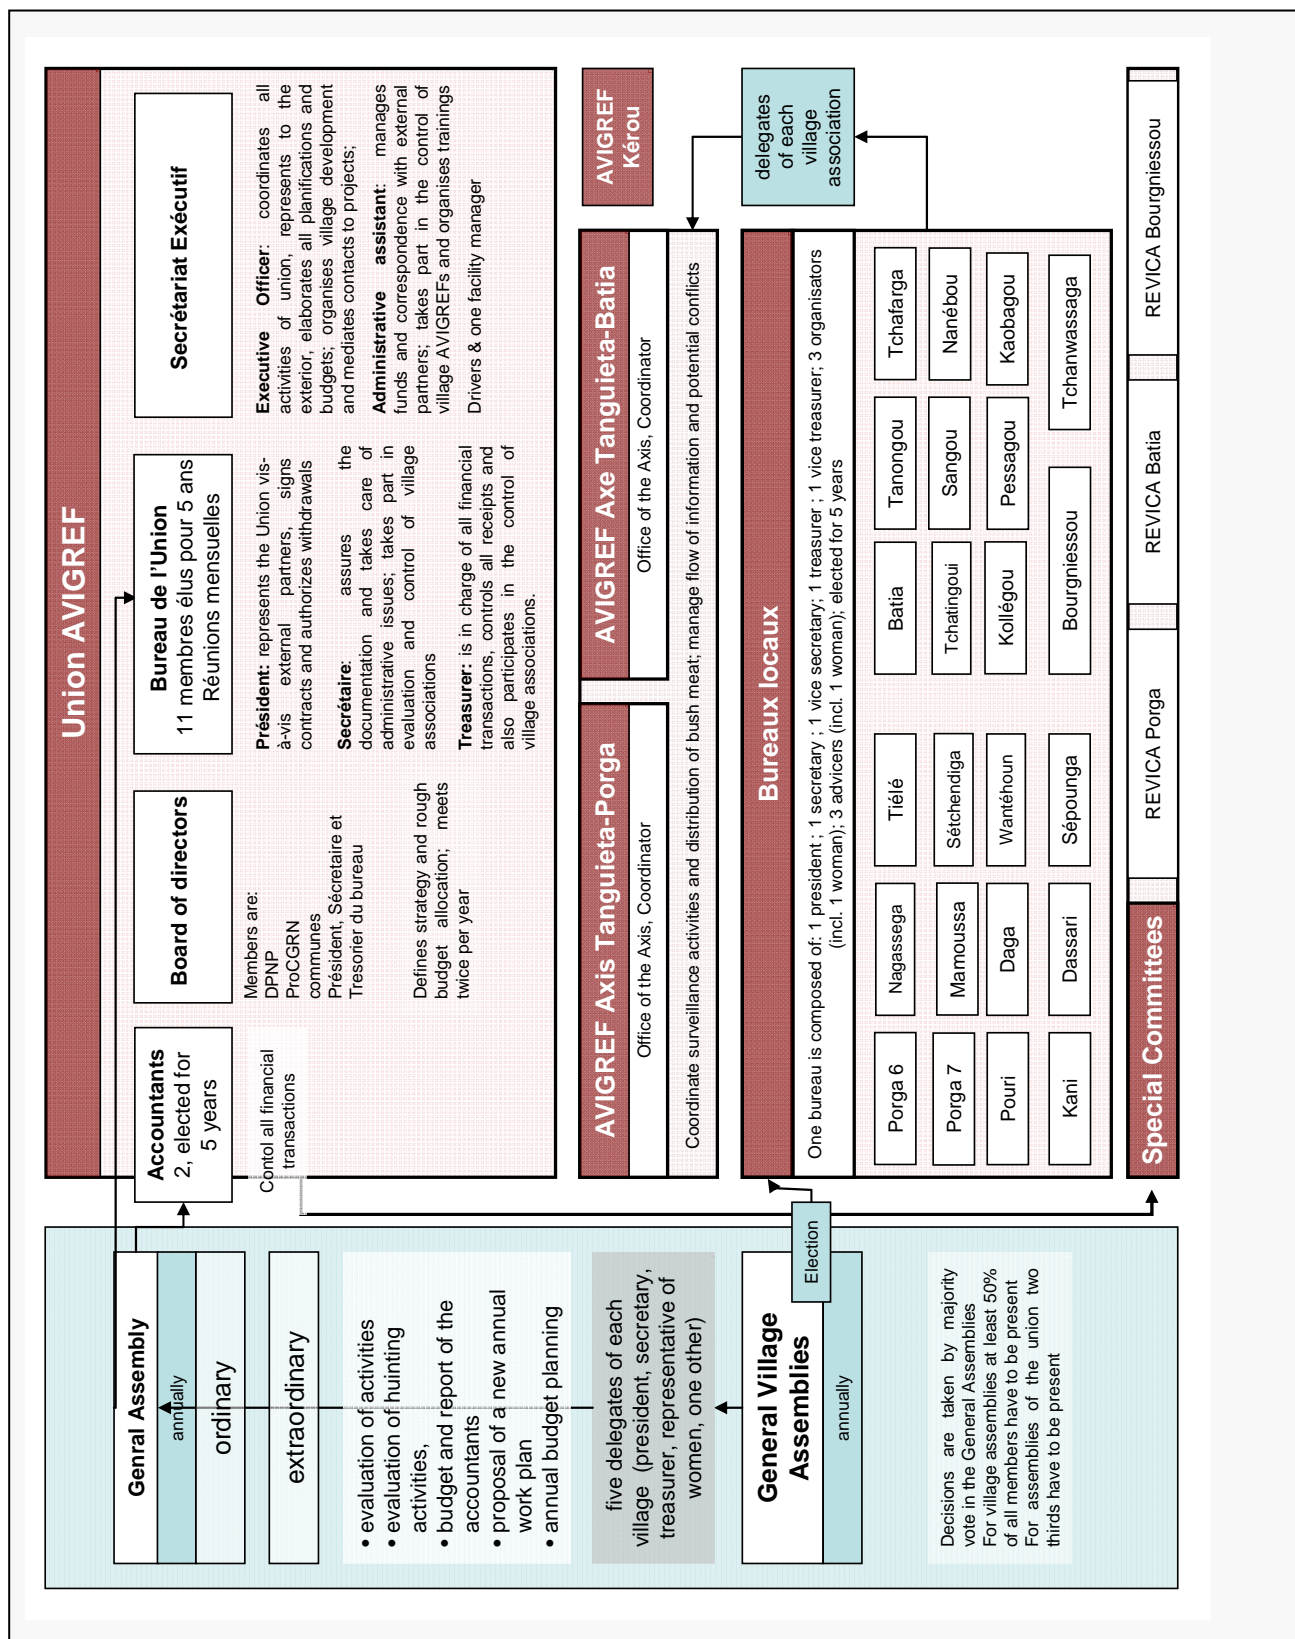 Genral Assembly
annually
ordinary
extraordinary
• evaluation of activities
• evaluation of hunting
activities,
• budget and report of the
accountants
• proposal of a new annual
work plan
• annual budget planning
five delegates of each
village (president, secretary,
treasurer, representative of
women, one other)
General Village
Assemblies
annually
Election
Decisions are taken by majority
vote in the General Assemblies
For village assemblies at least 50%
of all members have to be present
For assemblies of the union two
thirds have to be present
Union AVIGREF
Accountants
2, elected for
5 years
Contol all financial
transactions
Board of directors
Members are:
DPNP
ProCGRN
communes
Président, Sécretaire et
Tresorier du bureau
Defines strategy and rough
budget allocation; meets
twice per year
Bureau de l'Union
11 membres élus pour 5 ans
Réunions mensuelles
Président: represents the Union vis-
à-vis external partners, signs
contracts and authorizes withdrawals
Secrétaire: assures the
documentation and takes care of
administrative issues; takes part in
evaluation and control of village
associations
Treasurer: is in charge of all financial
transactions, controls all receipts and
also participates in the control of
village associations.
Secrétariat Exécutif
Executive Officer: coordinates all
activities of union, represents to the
exterior, elaborates all planifications and
budgets; organises village development
and mediates contacts to projects;
Administrative assistant: manages
funds and correspondence with external
partners; takes part in the control of
village AVIGREFs and organises trainings
Drivers & one facility manager
AVIGREF Axis Tanguieta-Porga
Office of the Axis, Coordinator
AVIGREF Axe Tanguieta-Batia
Office of the Axis, Coordinator
Coordinate surveillance activities and distribution of bush meat; manage flow of information and potential conflicts
AVIGREF
Kérou
delegates
of each
village
association
Bureaux locaux
One bureau is composed of: 1 president ; 1 secretary ; 1 vice secretary; 1 treasurer ; 1 vice treasurer; 3 organisators
(incl. 1 woman); 3 advicers (incl. 1 woman); elected for 5 years
Porga 6
Nagassega
Tiélé
Batia
Tanongou
Tchafarga
Porga 7
Mamoussa
Sétchendiga
Tchatingoui
Sangou
Nanébou
Pouri
Daga
Wantéhoun
Kollégou
Pessagou
Kaobagou
Kani
Dassari
Sépounga
Bourgniessou
Tchanwassaga
Special Committees
REVICA Porga
REVICA Batia
REVICA Bourgniessou